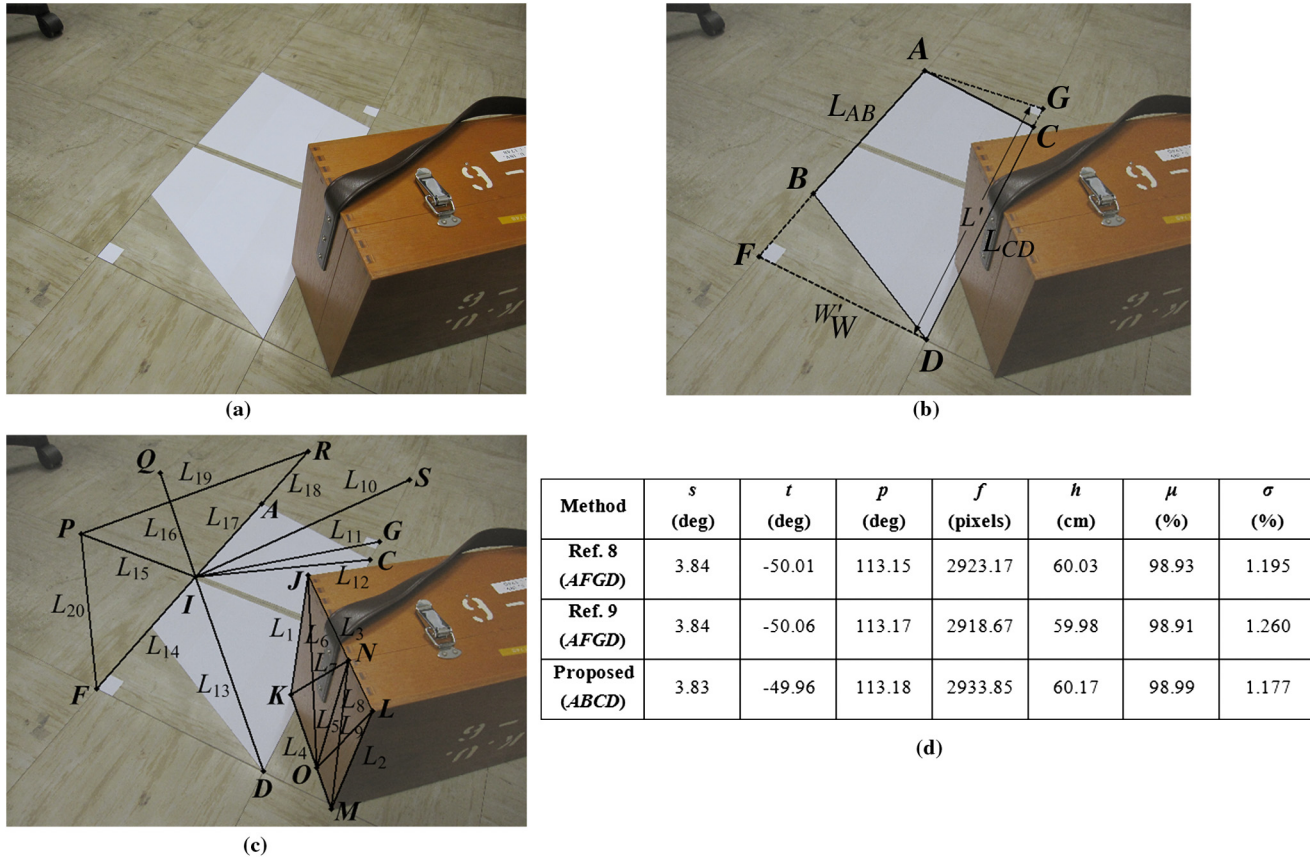 (a)
A
G
C
L_AB
B
L'
L_CD
F
W'
W
D
(b)
9-
R
Q
L_19
L_10
S
L_18
A
P
L_16
L_17
L_11
G
C
L_15
L_12
J
I
L_20
L_1
L_6
L_3
L_7
N
L_14
L_13
K
L_8
F
L_5
L_9
L
L_4
L_2
O
D
M
(c)
Method s (deg) t (deg) p (deg) f (pixels) h (cm) μ (%) σ (%)
Ref. 8 (AFGD) 3.84 -50.01 113.15 2923.17 60.03 98.93 1.195
Ref. 9 (AFGD) 3.84 -50.06 113.17 2918.67 59.98 98.91 1.260
Proposed (ABCD) 3.83 -49.96 113.18 2933.85 60.17 98.99 1.177
(d)